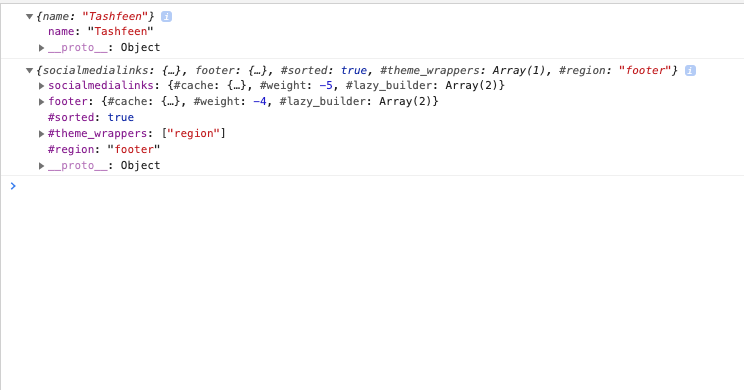 ▼{name: "Tashfeen"} i
name: "Tashfeen"
▶__proto__: Object
▼{socialmedialinks: {…}, footer: {…}, #sorted: true, #theme_wrappers: Array(1), #region: "footer"} i
▶socialmedialinks: {#cache: {…}, #weight: -5, #lazy_builder: Array(2)}
▶footer: {#cache: {…}, #weight: -4, #lazy_builder: Array(2)}
#sorted: true
▶#theme_wrappers: ["region"]
#region: "footer"
▶__proto__: Object
>